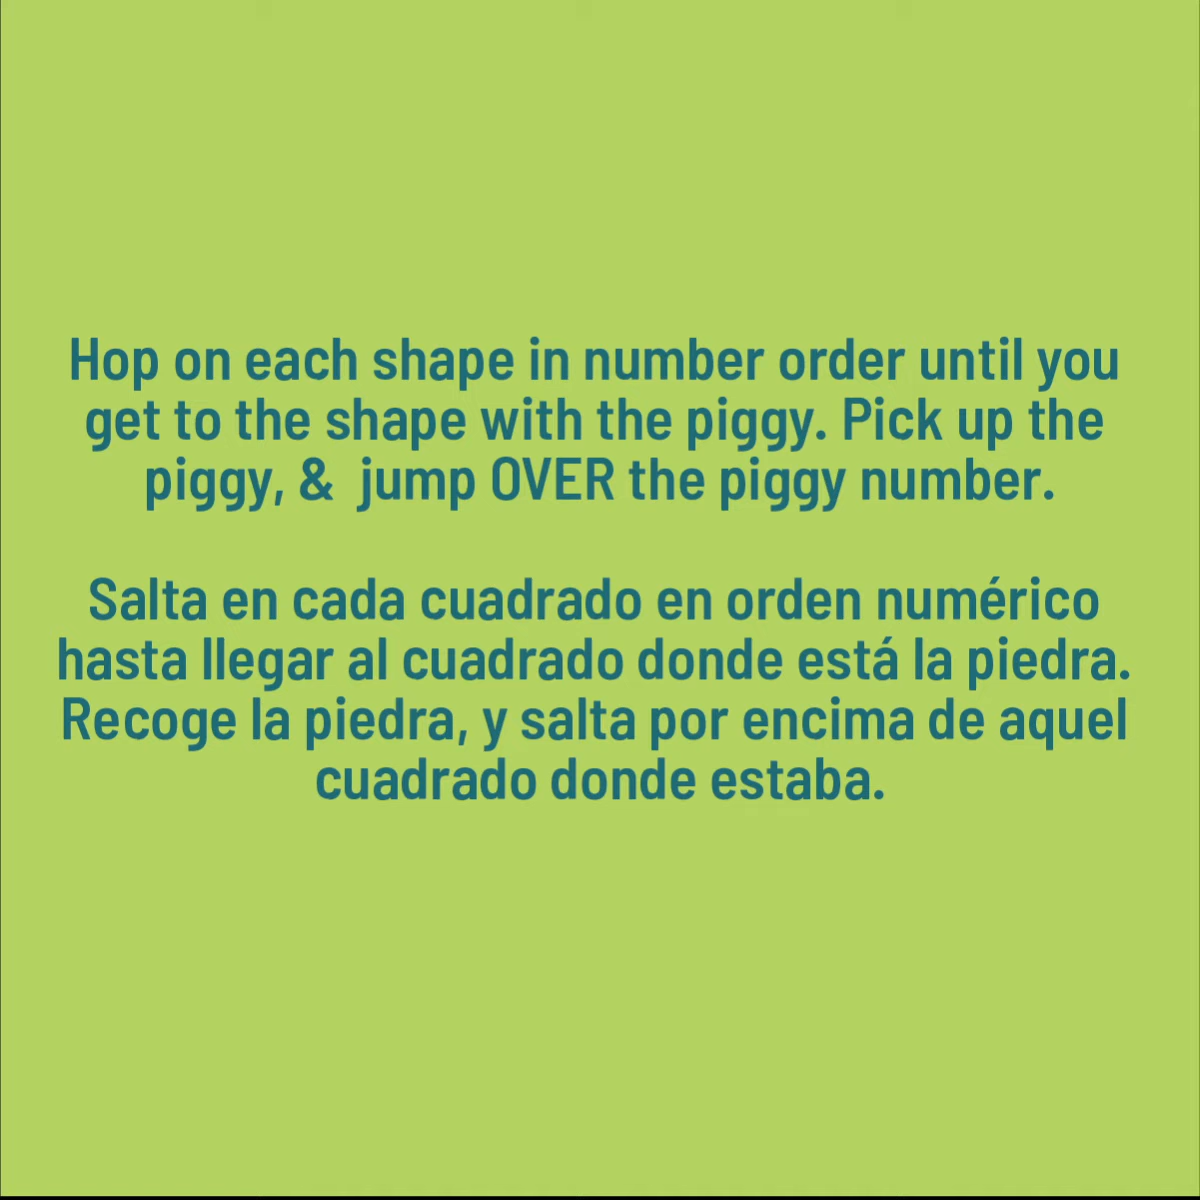 Hop on each shape in number order until you
get to the shape with the piggy. Pick up the
piggy, & jump OVER the piggy number.
Salta en cada cuadrado en orden numérico
hasta llegar al cuadrado donde está la piedra.
Recoge la piedra, y salta por encima de aquel
cuadrado donde estaba.